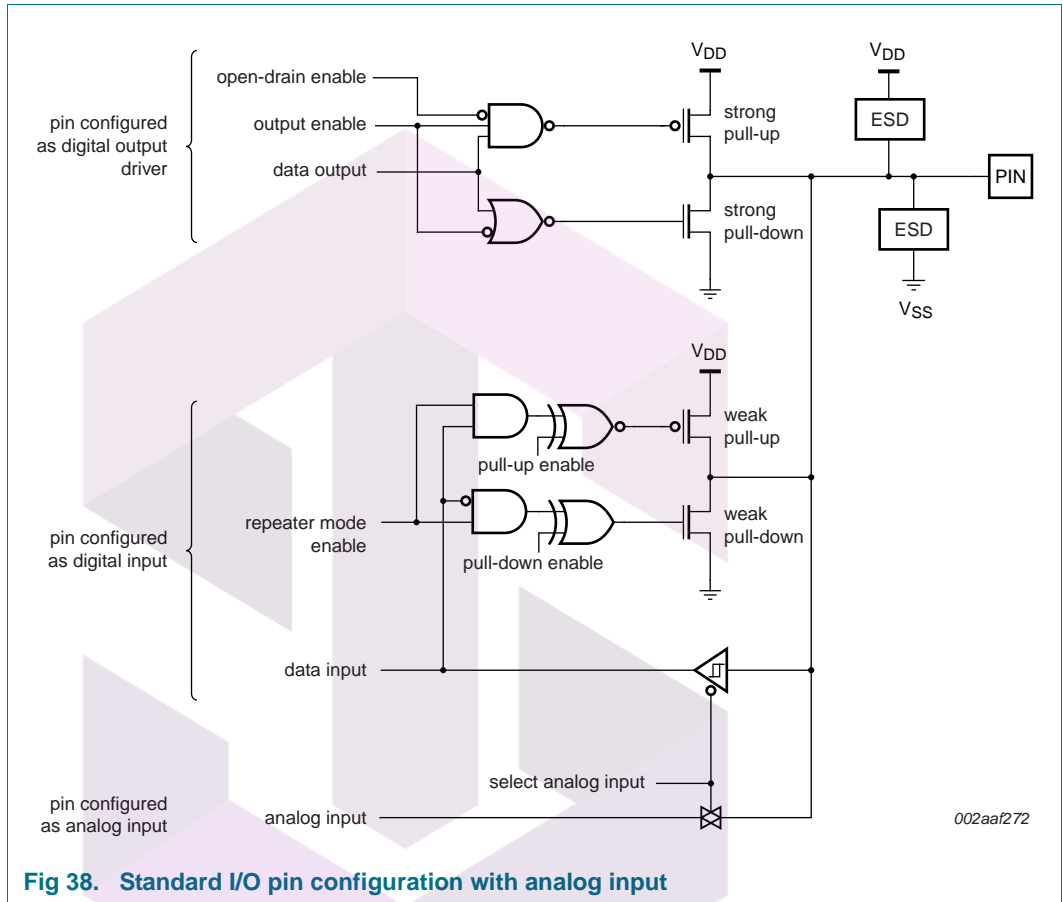 V_DD
V_DD
open-drain enable
strong
pull-up
ESD
pin configured
as digital output
driver
output enable
data output
PIN
strong
pull-down
ESD
V_SS
V_DD
weak
pull-up
pull-up enable
pin configured
as digital input
repeater mode
enable
weak
pull-down
pull-down enable
data input
select analog input
pin configured
as analog input
analog input
002aaf272
Fig 38. Standard I/O pin configuration with analog input